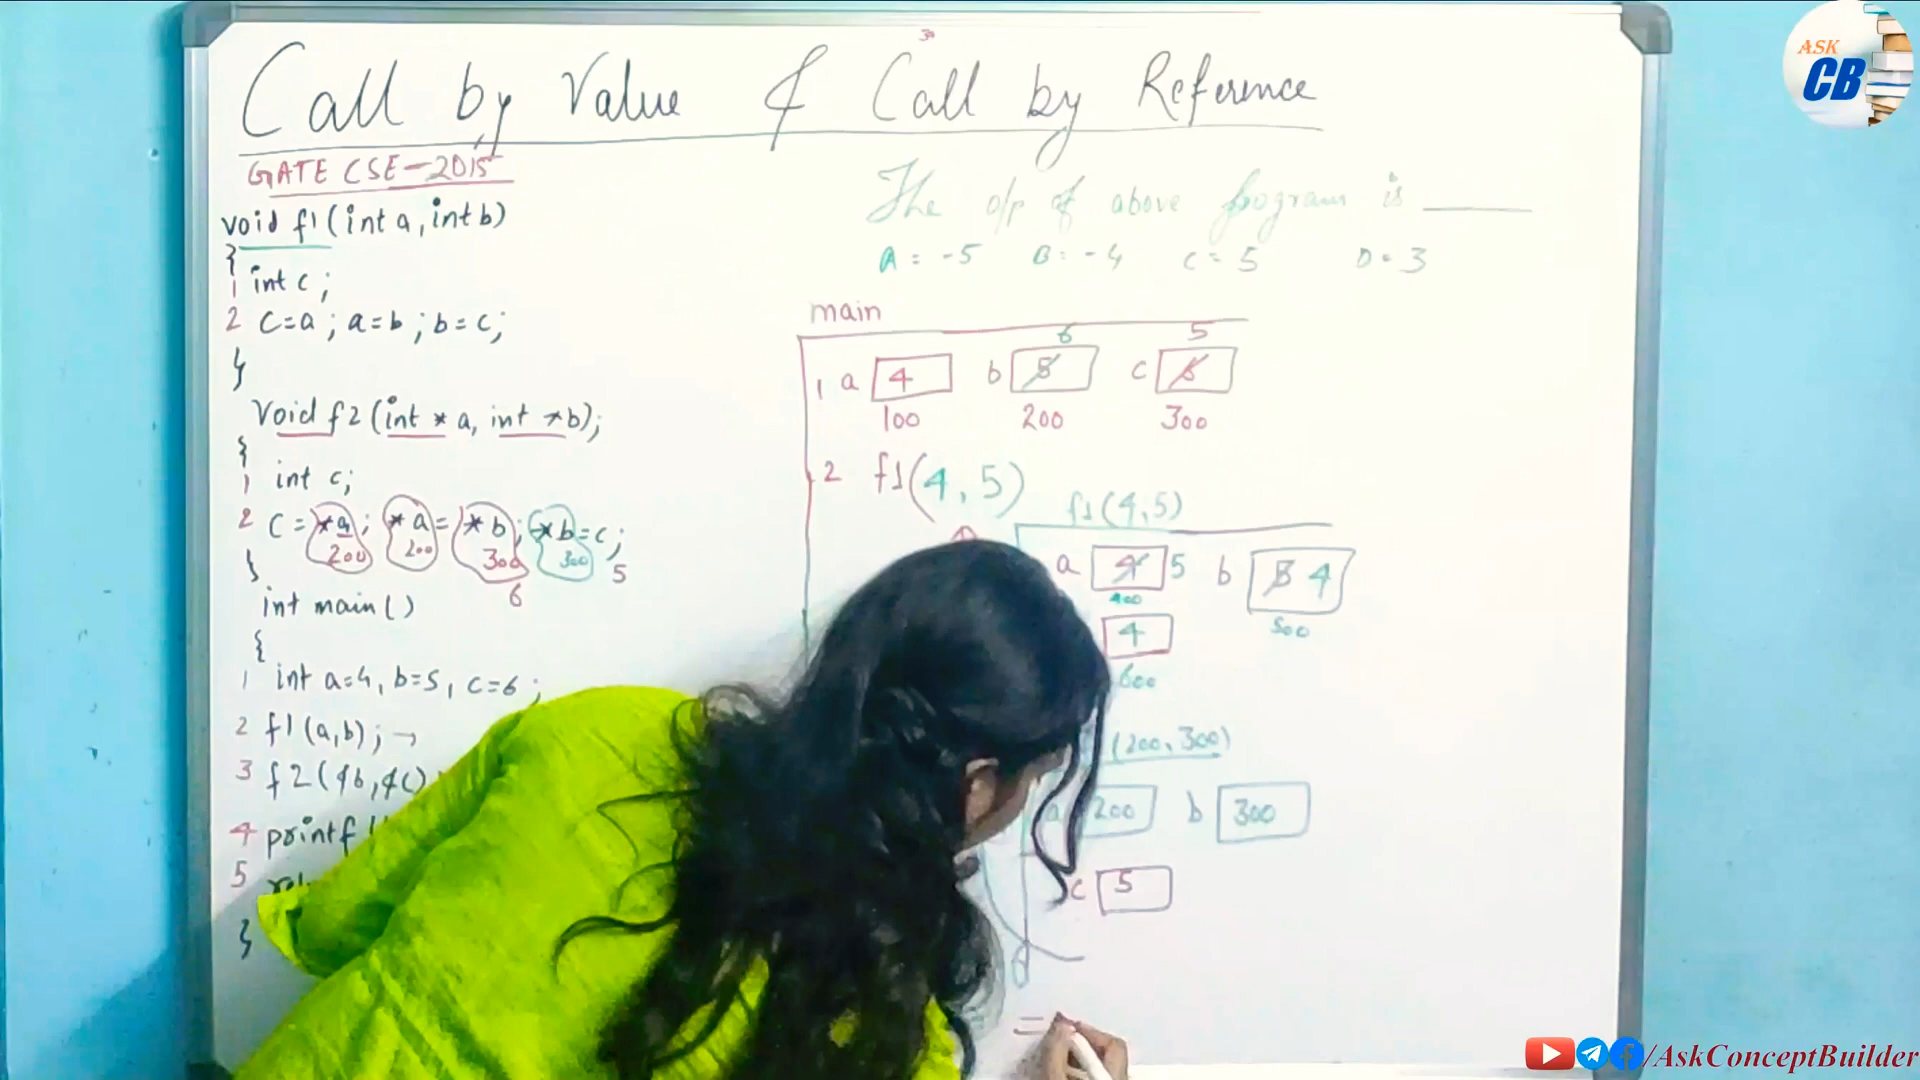 Call by Value & Call by Reference
GATE CSE-2015
void f1(int a, int b)
{
1 int c;
2 C=a; a=b; b=c;
}
Void f2 (int * a, int *b);
{
1 int c;
2 C = *a; *a = *b; *b=c;
200 200 300 300 5
} 6
int main()
{
1 int a=4, b=5, c=6;
2 f1(a,b);
3 f2(&b,&c)
4 printf
5
}
The o/p of above program is ____
A = -5 B = -4 C = 5 D = 3
main
6 5
1 a 4 b 5 c 6
100 200 300
2 f1(4,5)
f1(4,5)
a 4 5 b 5 4
400 500
4
600
(200, 300)
a 200 b 300
c 5
=
ASK
CB
/AskConceptBuilder